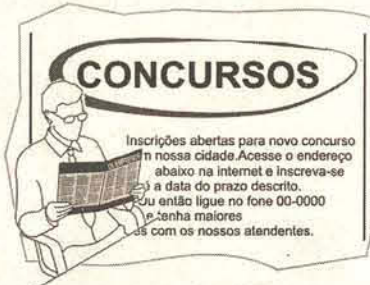 CONCURSOS
Inscrições abertas para novo concurso
nossa cidade.Acesse o endereço
abaixo na internet e inscreva-se
a data do prazo descrito.
Ou então ligue no fone 00-0000
e tenha maiores
com os nossos atendentes.